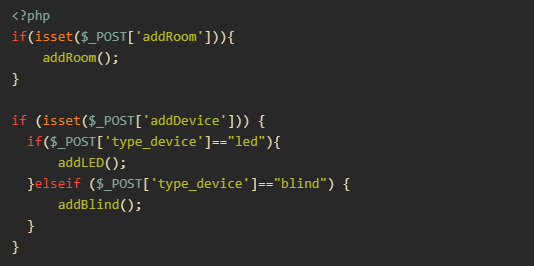 <?php
if(isset($_POST['addRoom'])){
    addRoom();
}

if (isset($_POST['addDevice'])) {
  if($_POST['type_device']=="led"){
      addLED();
  }elseif ($_POST['type_device']=="blind") {
      addBlind();
  }
}